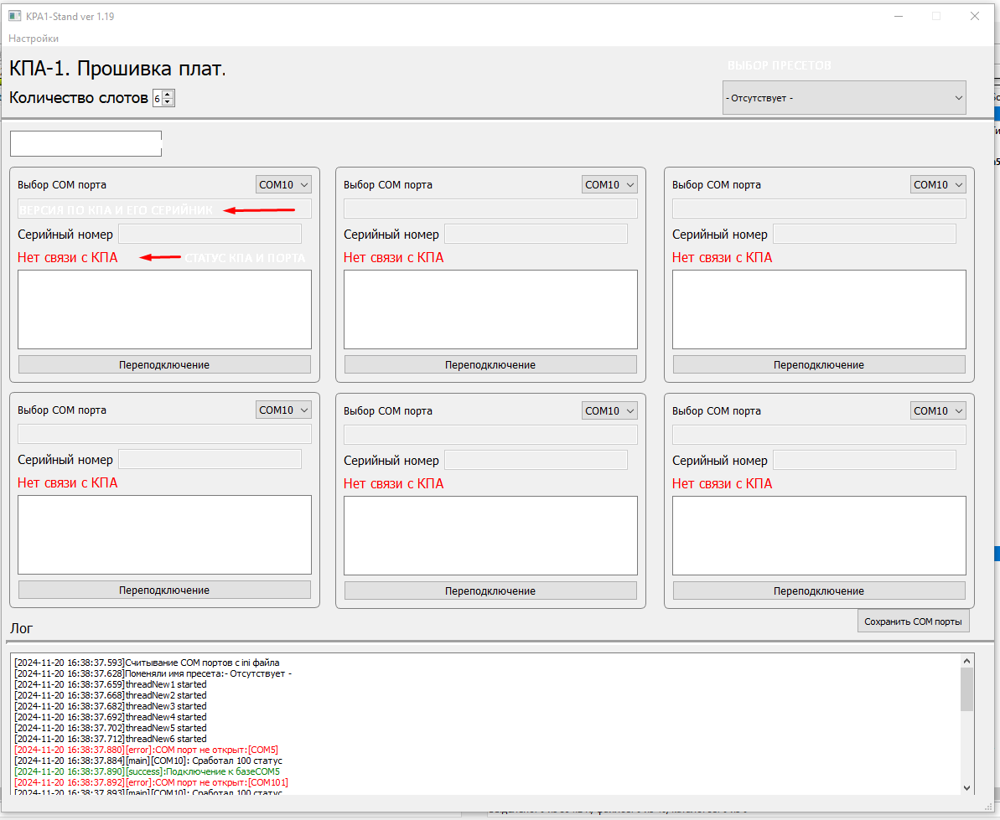 KPA1-Stand ver 1.19
Настройки
КПА-1. Прошивка плат.
ВЫБОР ПРЕСЕТОВ
Количество слотов 6
- Отсутствует -
Выбор COM порта COM10
ВЕРСИЯ ПО КПА И ЕГО СЕРИЙНИК
Серийный номер
Нет связи с КПА
СТАТУС КПА И ПОРТА
Переподключение
Выбор COM порта COM10
Серийный номер
Нет связи с КПА
Переподключение
Выбор COM порта COM10
Серийный номер
Нет связи с КПА
Переподключение
Выбор COM порта COM10
Серийный номер
Нет связи с КПА
Переподключение
Выбор COM порта COM10
Серийный номер
Нет связи с КПА
Переподключение
Выбор COM порта COM10
Серийный номер
Нет связи с КПА
Переподключение
Сохранить COM порты
Лог
[2024-11-20 16:38:37.593]Считывание COM портов с ini файла
[2024-11-20 16:38:37.628]Поменяли имя пресета:- Отсутствует -
[2024-11-20 16:38:37.659]threadNew1 started
[2024-11-20 16:38:37.668]threadNew2 started
[2024-11-20 16:38:37.682]threadNew3 started
[2024-11-20 16:38:37.692]threadNew4 started
[2024-11-20 16:38:37.702]threadNew5 started
[2024-11-20 16:38:37.712]threadNew6 started
[2024-11-20 16:38:37.880][error]:COM порт не открыт:[COM5]
[2024-11-20 16:38:37.884][main][COM10]: Сработал 100 статус
[2024-11-20 16:38:37.890][success]:Подключение к базеCOM5
[2024-11-20 16:38:37.892][error]:COM порт не открыт:[COM101]
[2024-11-20 16:38:37.893][main][COM10]: Сработал 100 статус